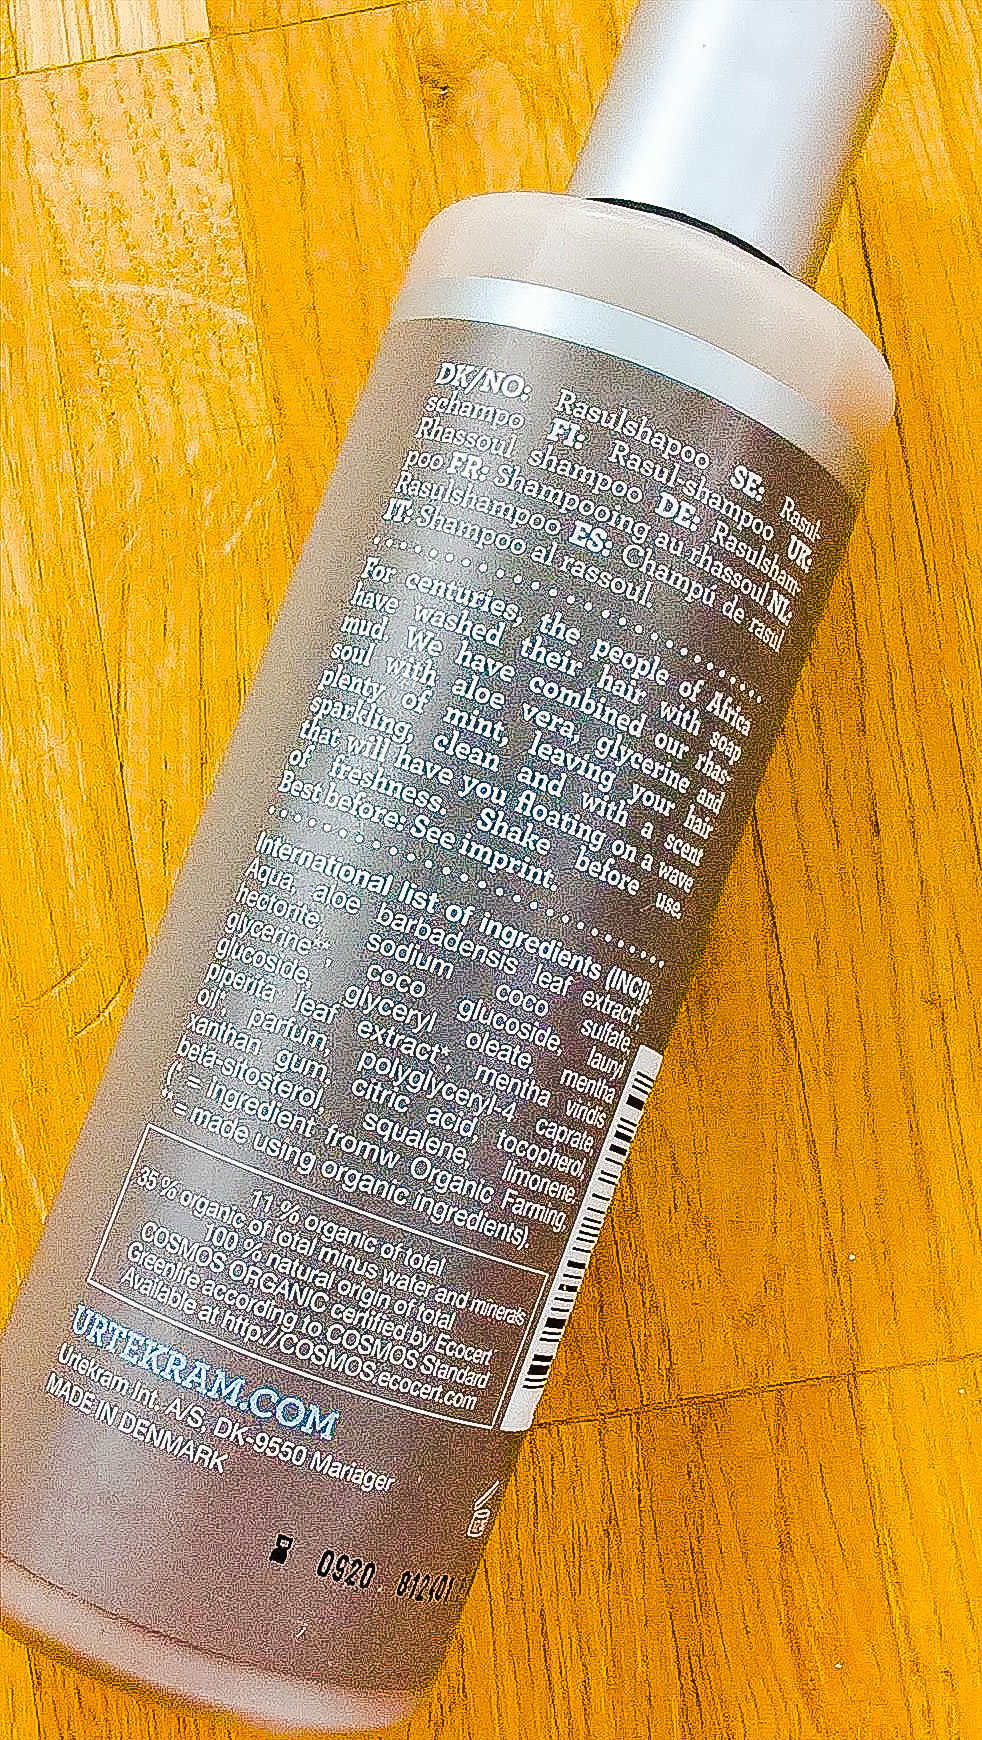 DK/NO: Rasulshapoo SE: Rasul-
schampo FI: Rasul-shampoo UK:
Rhassoul shampoo DE: Rasulsham-
poo FR: Shampooing au rhassoul NL:
Rasulshampoo ES: Champú de rasul
IT: Shampoo al rassoul.
For centuries, the people of Africa
have washed their hair with soap
mud. We have combined our rhas-
soul with aloe vera, glycerine and
plenty of mint, leaving your hair
sparkling clean and with a scent
that will have you floating on a wave
of freshness. Shake before use.
Best before: See imprint.
International list of ingredients (INCI):
Aqua, aloe barbadensis leaf extract*,
hectorite, sodium coco sulfate,
glycerine**, coco glucoside, lauryl
glucoside, glyceryl oleate, mentha
piperita leaf extract*, mentha viridis
oil*, parfum, polyglyceryl-4 caprate,
xanthan gum, citric acid, tocopherol,
beta-sitosterol, squalene, limonene.
(* = ingredient fromw Organic Farming
** = made using organic ingredients).
11 % organic of total
35 % organic of total minus water and minerals
100 % natural origin of total
COSMOS ORGANIC certified by Ecocert
Greenlife according to COSMOS Standard
Available at http://COSMOS.ecocert.com
URTEKRAM.COM
Urtekram Int. A/S, DK-9550 Mariager
MADE IN DENMARK
0920